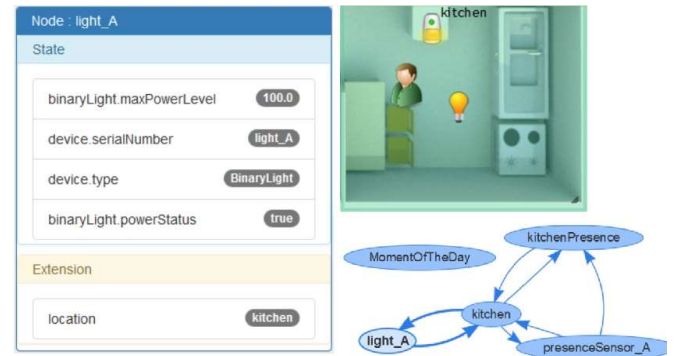 Node : light_A
State
binaryLight.maxPowerLevel 100.0
device.serialNumber light_A
device.type BinaryLight
binaryLight.powerStatus true
Extension
location kitchen
kitchen
kitchenPresence
MomentOfTheDay
kitchen
light_A
presenceSensor_A